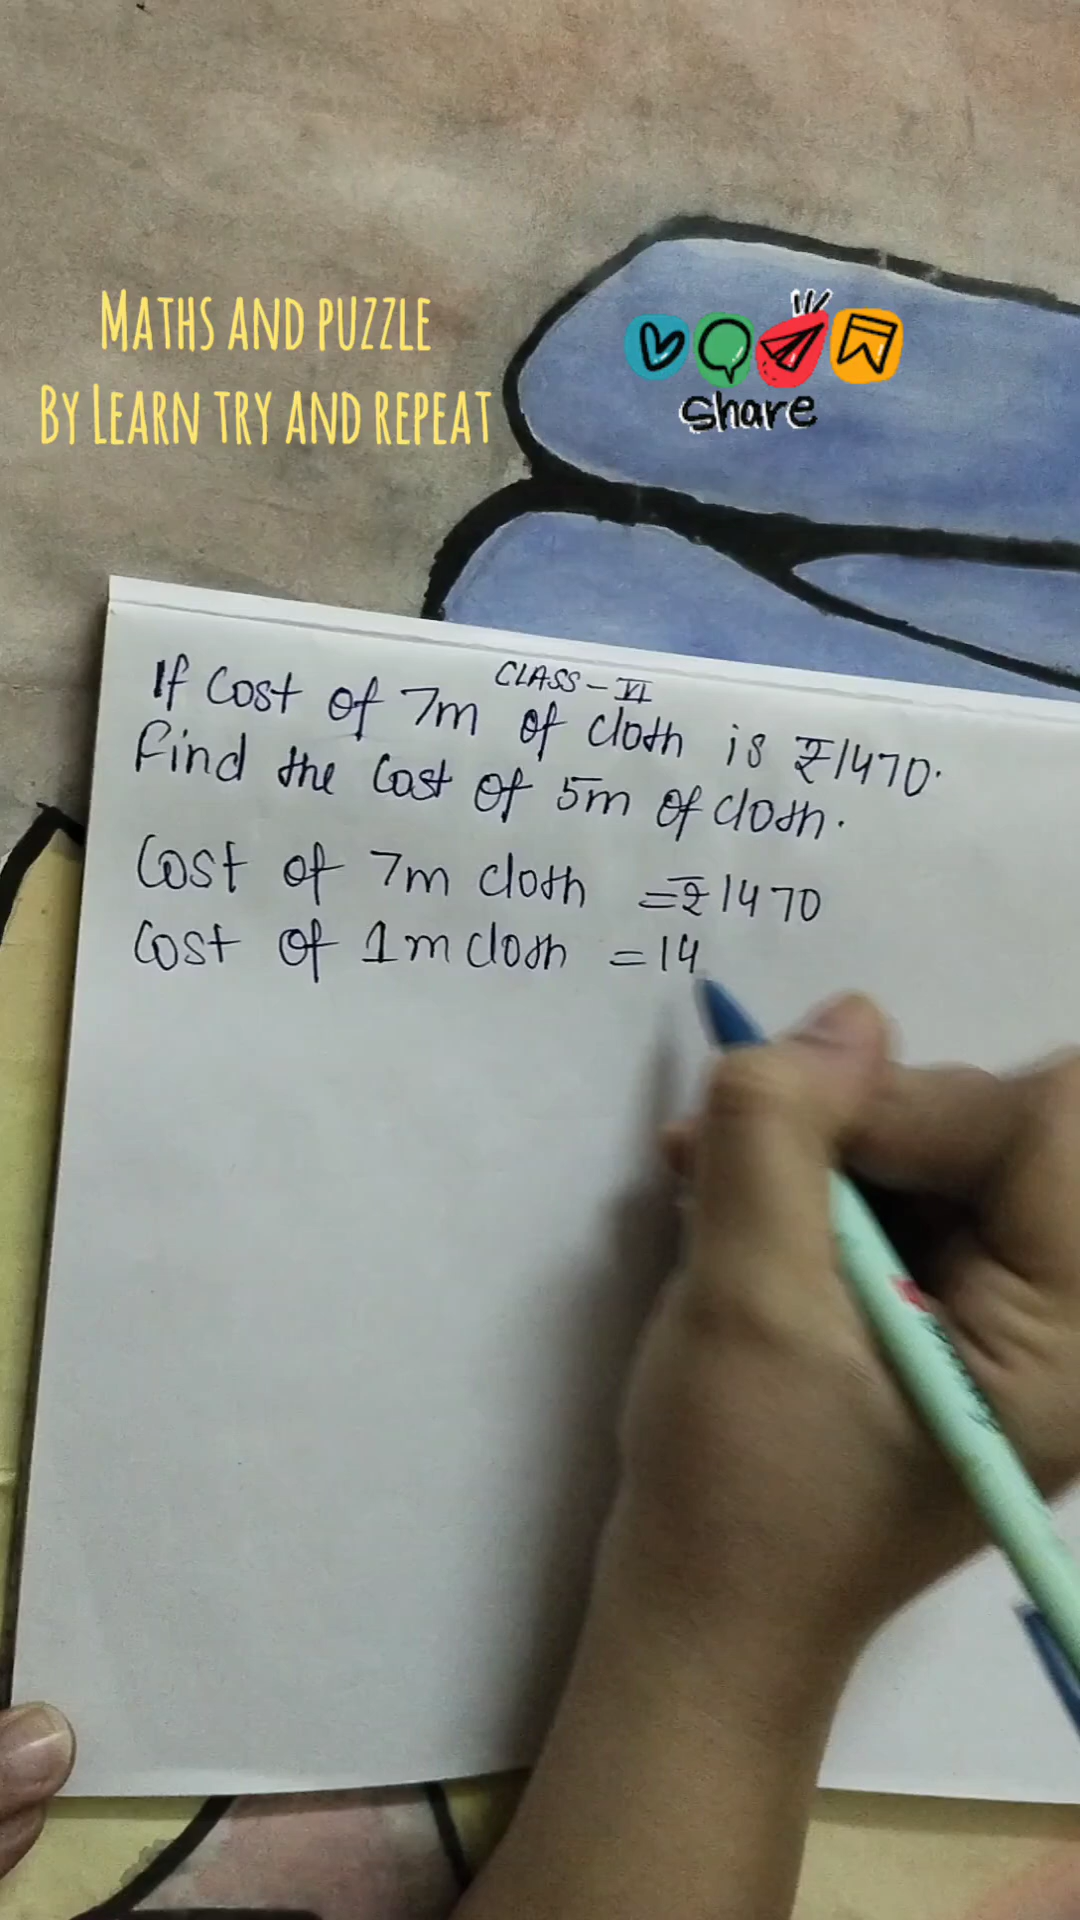 MATHS AND PUZZLE
BY LEARN TRY AND REPEAT
share
CLASS - VI
If Cost of 7m of cloth is ₹1470.
Find the Cost of 5m of cloth.
Cost of 7m cloth = ₹1470
Cost of 1m cloth = 14